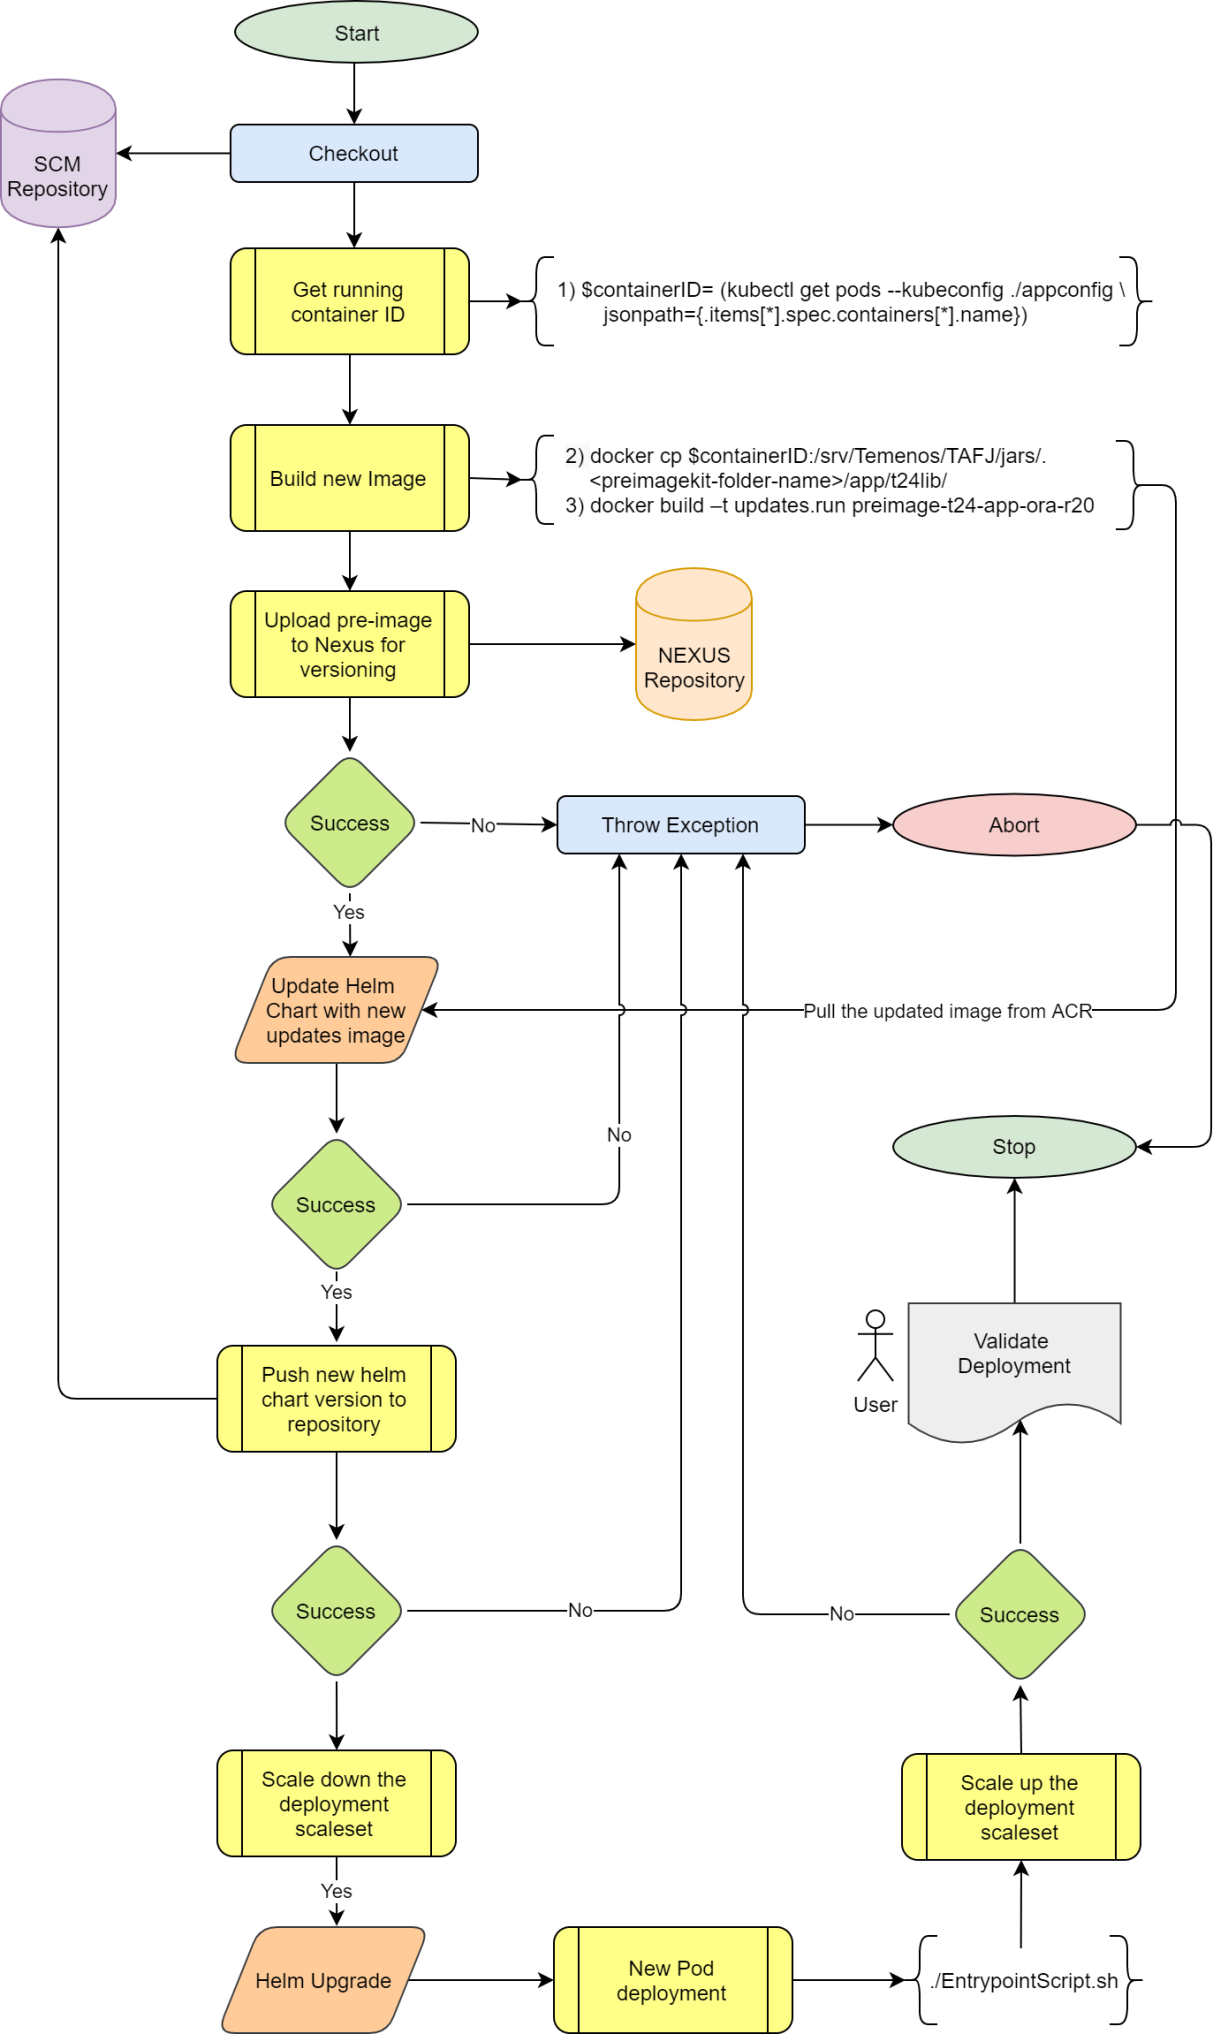 Start
Checkout
SCM
Repository
Get running
container ID
1) $containerID= (kubectl get pods --kubeconfig ./appconfig \
jsonpath={.items[*].spec.containers[*].name})
Build new Image
2) docker cp $containerID:/srv/Temenos/TAFJ/jars/.
<preimagekit-folder-name>/app/t24lib/
3) docker build –t updates.run preimage-t24-app-ora-r20
Upload pre-image
to Nexus for
versioning
NEXUS
Repository
Success
No
Throw Exception
Abort
Yes
Update Helm
Chart with new
updates image
Pull the updated image from ACR
No
Stop
Success
Yes
Validate
Deployment
User
Push new helm
chart version to
repository
Success
No
No
Success
Scale down the
deployment
scaleset
Scale up the
deployment
scaleset
Yes
Helm Upgrade
New Pod
deployment
./EntrypointScript.sh